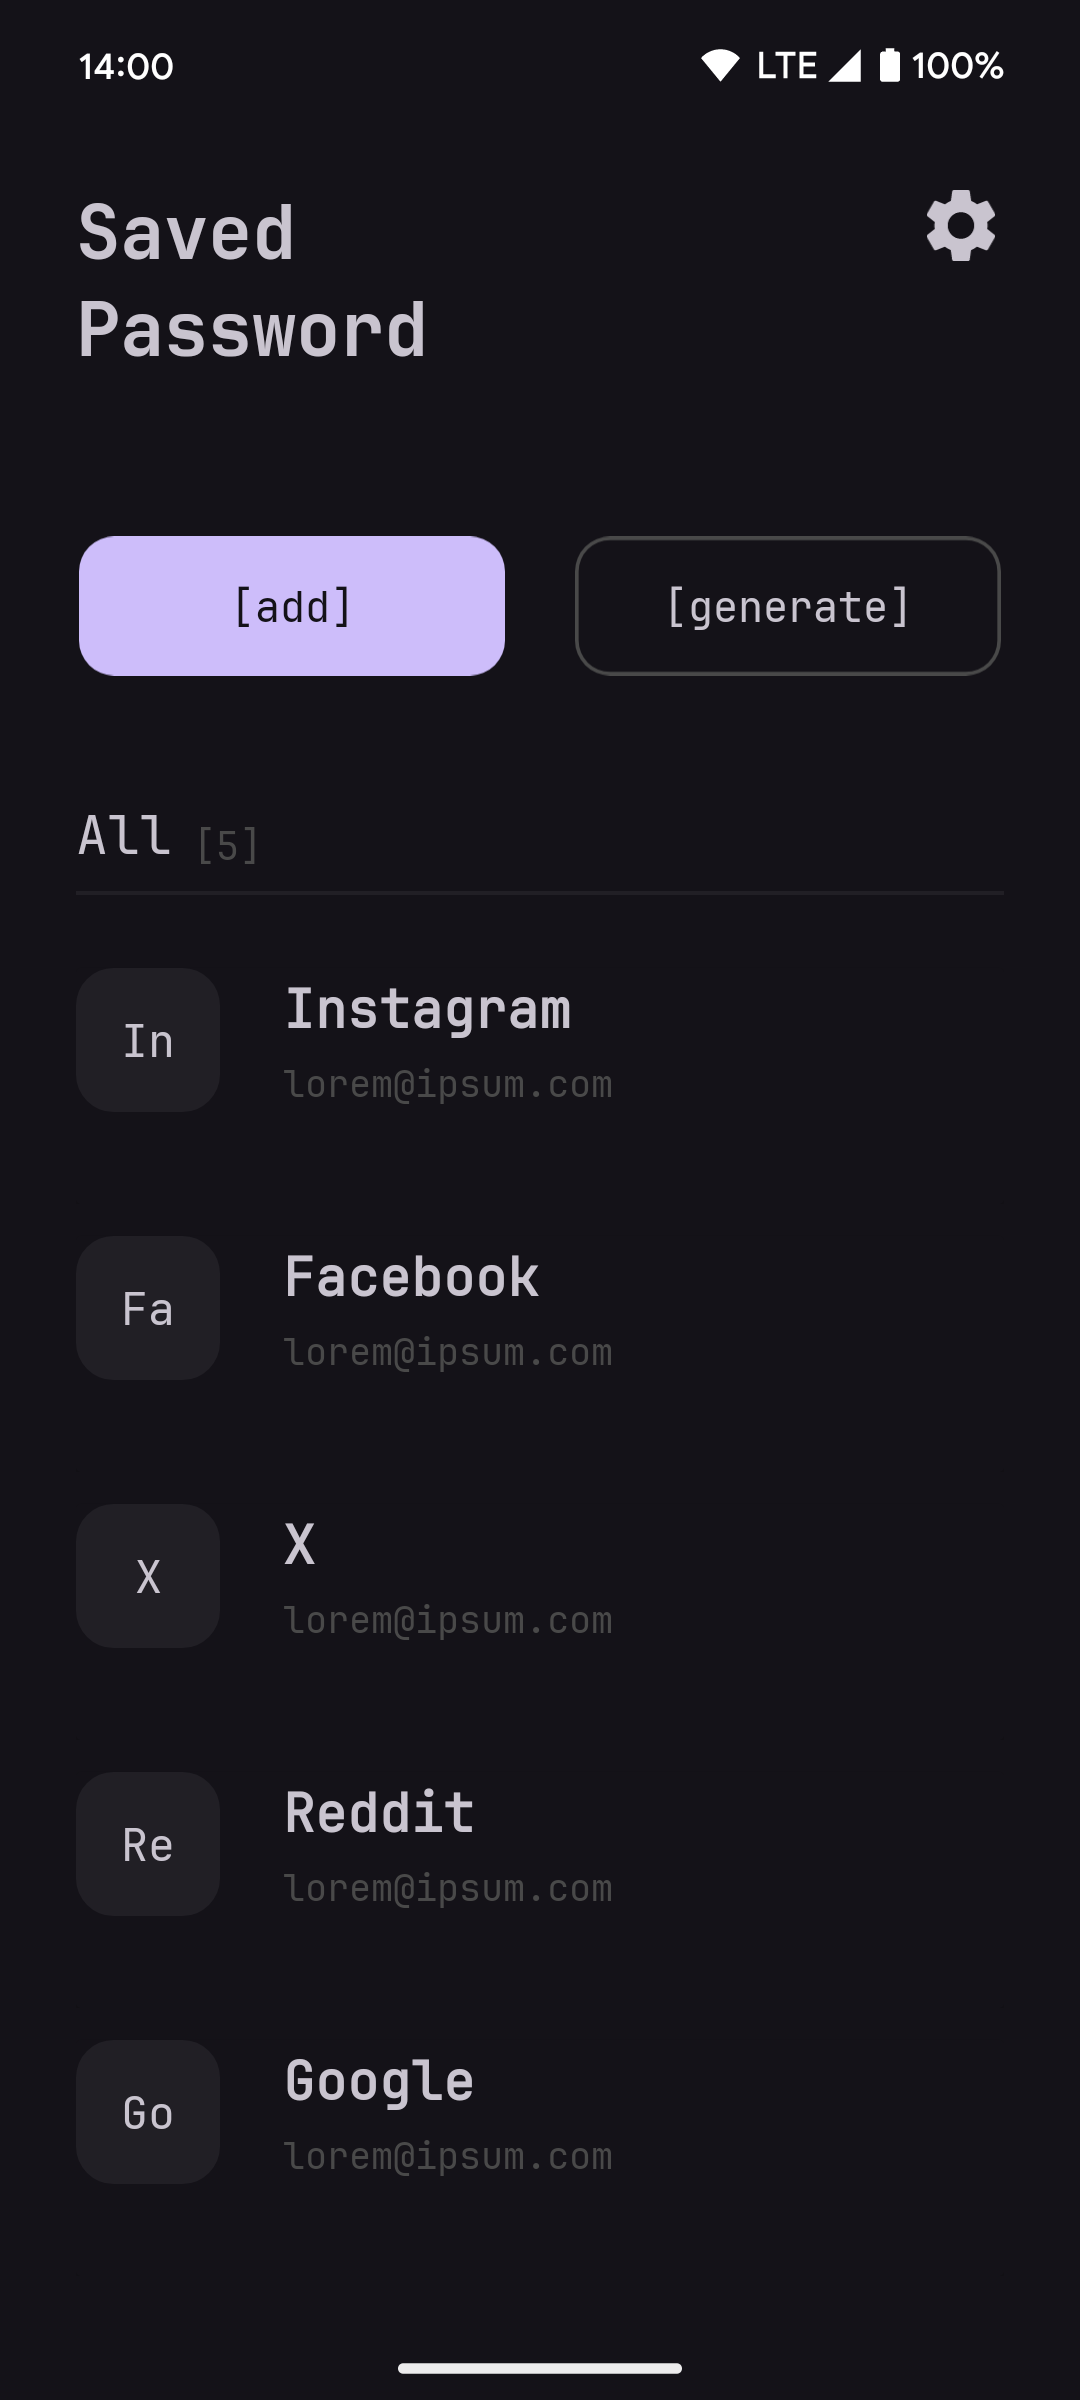 14:00 LTE 100%
Saved
Password
[add] [generate]
All [5]
In
Instagram
lorem@ipsum.com
Fa
Facebook
lorem@ipsum.com
X
X
lorem@ipsum.com
Re
Reddit
lorem@ipsum.com
Go
Google
lorem@ipsum.com